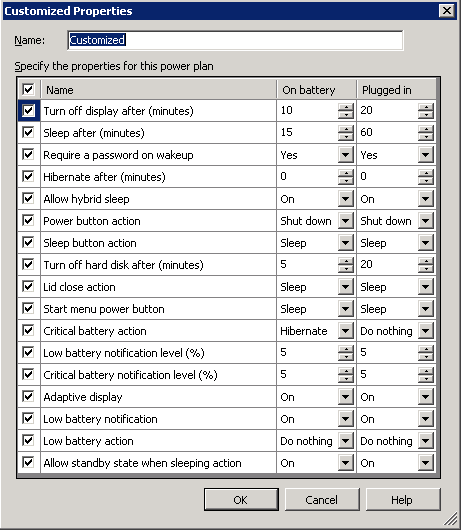 Customized Properties
Name: Customized
Specify the properties for this power plan
Name On battery Plugged in
Turn off display after (minutes) 10 20
Sleep after (minutes) 15 60
Require a password on wakeup Yes Yes
Hibernate after (minutes) 0 0
Allow hybrid sleep On On
Power button action Shut down Shut down
Sleep button action Sleep Sleep
Turn off hard disk after (minutes) 5 20
Lid close action Sleep Sleep
Start menu power button Sleep Sleep
Critical battery action Hibernate Do nothing
Low battery notification level (%) 5 5
Critical battery notification level (%) 5 5
Adaptive display On On
Low battery notification On On
Low battery action Do nothing Do nothing
Allow standby state when sleeping action On On
OK Cancel Help